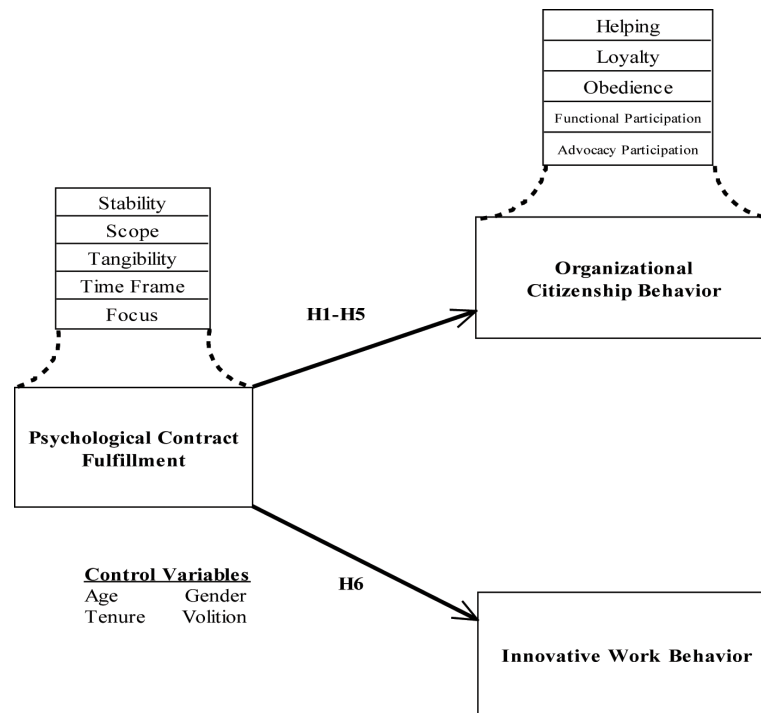 Helping
Loyalty
Obedience
Functional Participation
Advocacy Participation
Stability
Scope
Tangibility
Time Frame
Focus
Organizational
Citizenship Behavior
H1-H5
Psychological Contract
Fulfillment
Control Variables
Age Gender
Tenure Volition
H6
Innovative Work Behavior